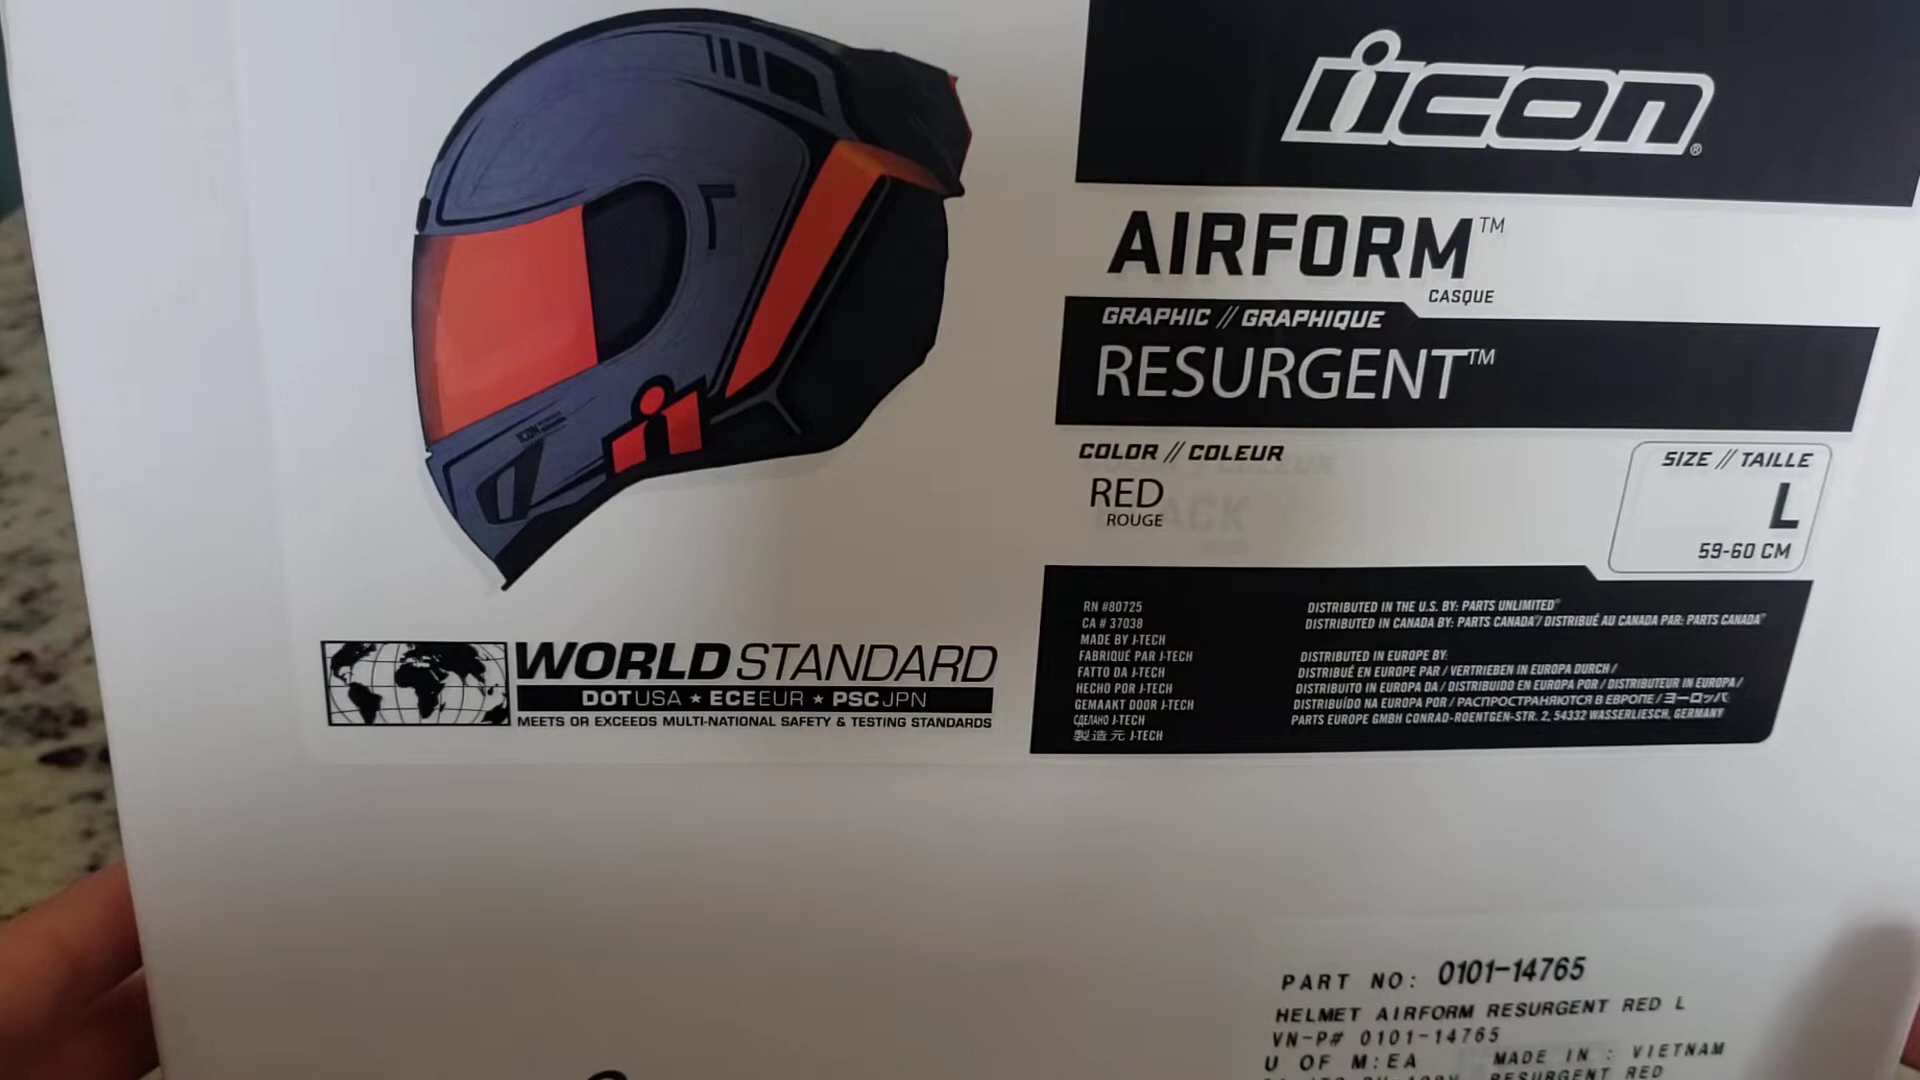 icon®
AIRFORM™
CASQUE
GRAPHIC // GRAPHIQUE
RESURGENT™
COLOR // COLEUR
RED
ROUGE
SIZE // TAILLE
L
59-60 CM
ICON
WORLD STANDARD
DOT USA ★ ECE EUR ★ PSC JPN
MEETS OR EXCEEDS MULTI-NATIONAL SAFETY & TESTING STANDARDS
RN #80725
CA # 37038
MADE BY J-TECH
FABRIQUÉ PAR J-TECH
FATTO DA J-TECH
HECHO POR J-TECH
GEMAAKT DOOR J-TECH
СДЕЛАНО J-TECH
製造元 J-TECH
DISTRIBUTED IN THE U.S. BY: PARTS UNLIMITED®
DISTRIBUTED IN CANADA BY: PARTS CANADA®/ DISTRIBUÉ AU CANADA PAR: PARTS CANADA®
DISTRIBUTED IN EUROPE BY:
DISTRIBUÉ EN EUROPE PAR / VERTRIEBEN IN EUROPA DURCH /
DISTRIBUITO IN EUROPA DA / DISTRIBUIDO EN EUROPA POR / DISTRIBUTEUR IN EUROPA /
DISTRIBUÍDO NA EUROPA POR / РАСПРОСТРАНЯЮТСЯ В ЕВРОПЕ / ヨーロッパ
PARTS EUROPE GMBH CONRAD-ROENTGEN-STR. 2, 54332 WASSERLIESCH, GERMANY
PART NO: 0101-14765
HELMET AIRFORM RESURGENT RED L
VN-P# 0101-14765
U OF M:EA MADE IN : VIETNAM
RESURGENT RED